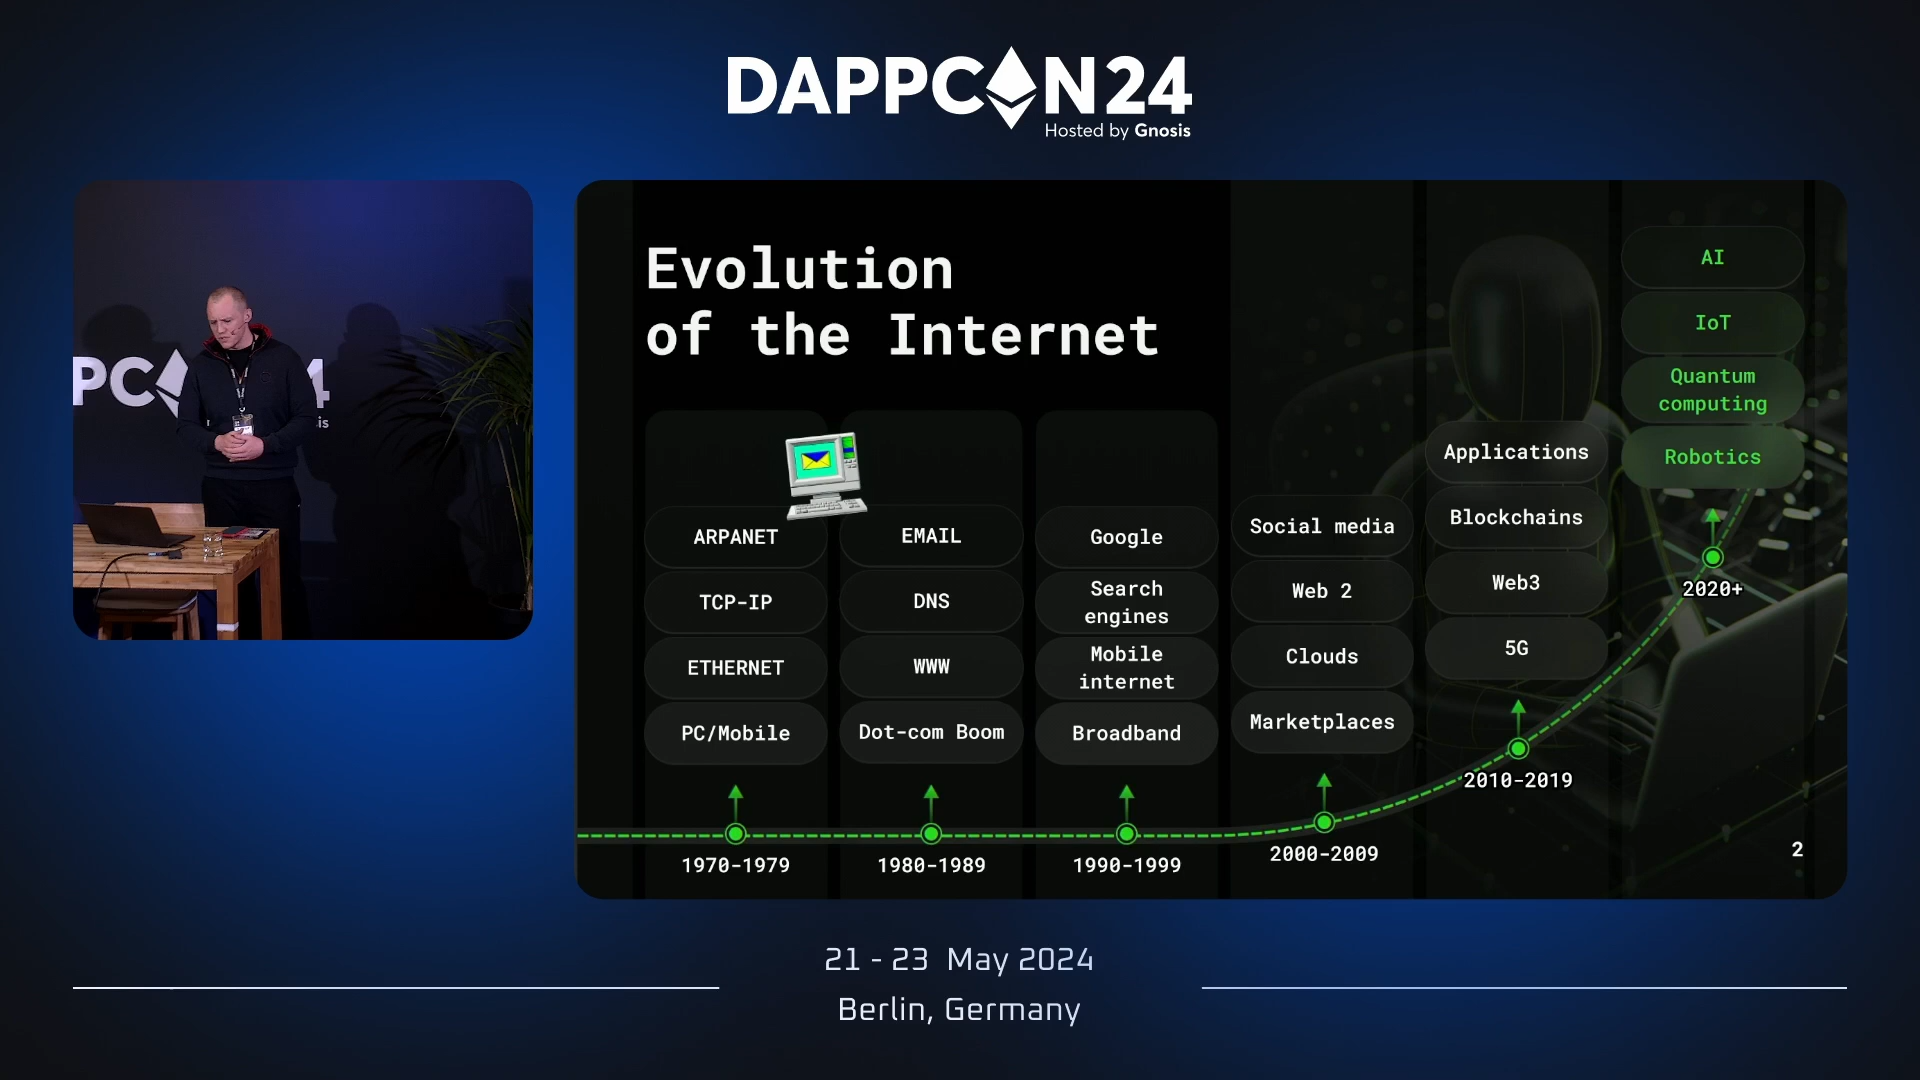 DAPPCON24
Hosted by Gnosis
PC 4
is
Evolution
of the Internet
ARPANET
TCP-IP
ETHERNET
PC/Mobile
1970-1979
EMAIL
DNS
WWW
Dot-com Boom
1980-1989
Google
Search
engines
Mobile
internet
Broadband
1990-1999
Social media
Web 2
Clouds
Marketplaces
2000-2009
Applications
Blockchains
Web3
5G
2010-2019
AI
IoT
Quantum
computing
Robotics
2020+
2
21 - 23 May 2024
Berlin, Germany